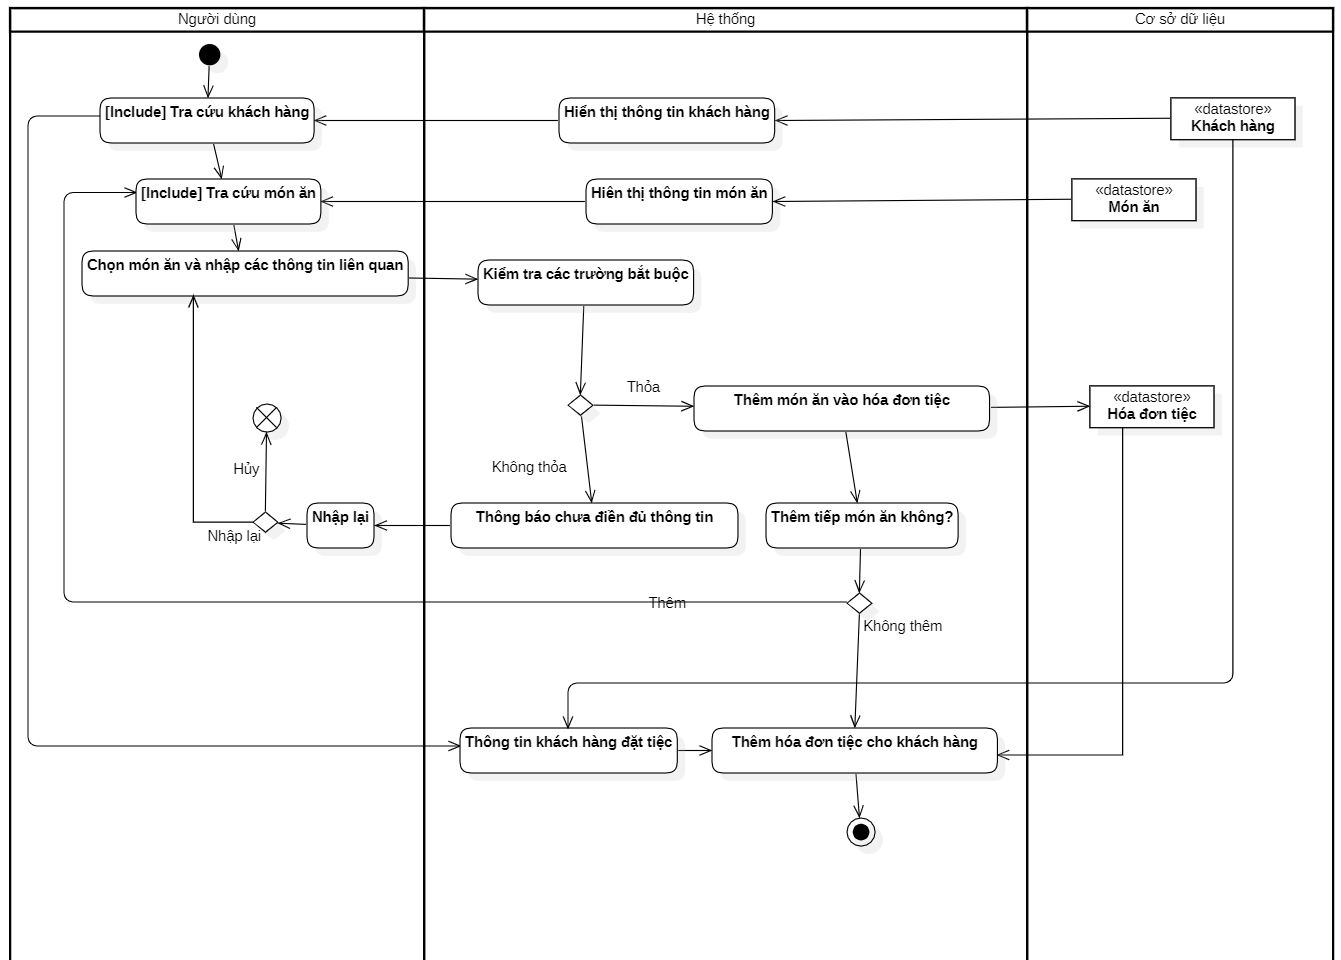 Người dùng
Hệ thống
Cơ sở dữ liệu
[Include] Tra cứu khách hàng
Hiển thị thông tin khách hàng
«datastore»
Khách hàng
[Include] Tra cứu món ăn
Hiên thị thông tin món ăn
«datastore»
Món ăn
Chọn món ăn và nhập các thông tin liên quan
Kiểm tra các trường bắt buộc
Thỏa
Thêm món ăn vào hóa đơn tiệc
«datastore»
Hóa đơn tiệc
Hủy
Không thỏa
Nhập lại
Nhập lại
Thông báo chưa điền đủ thông tin
Thêm tiếp món ăn không?
Thêm
Không thêm
Thông tin khách hàng đặt tiệc
Thêm hóa đơn tiệc cho khách hàng